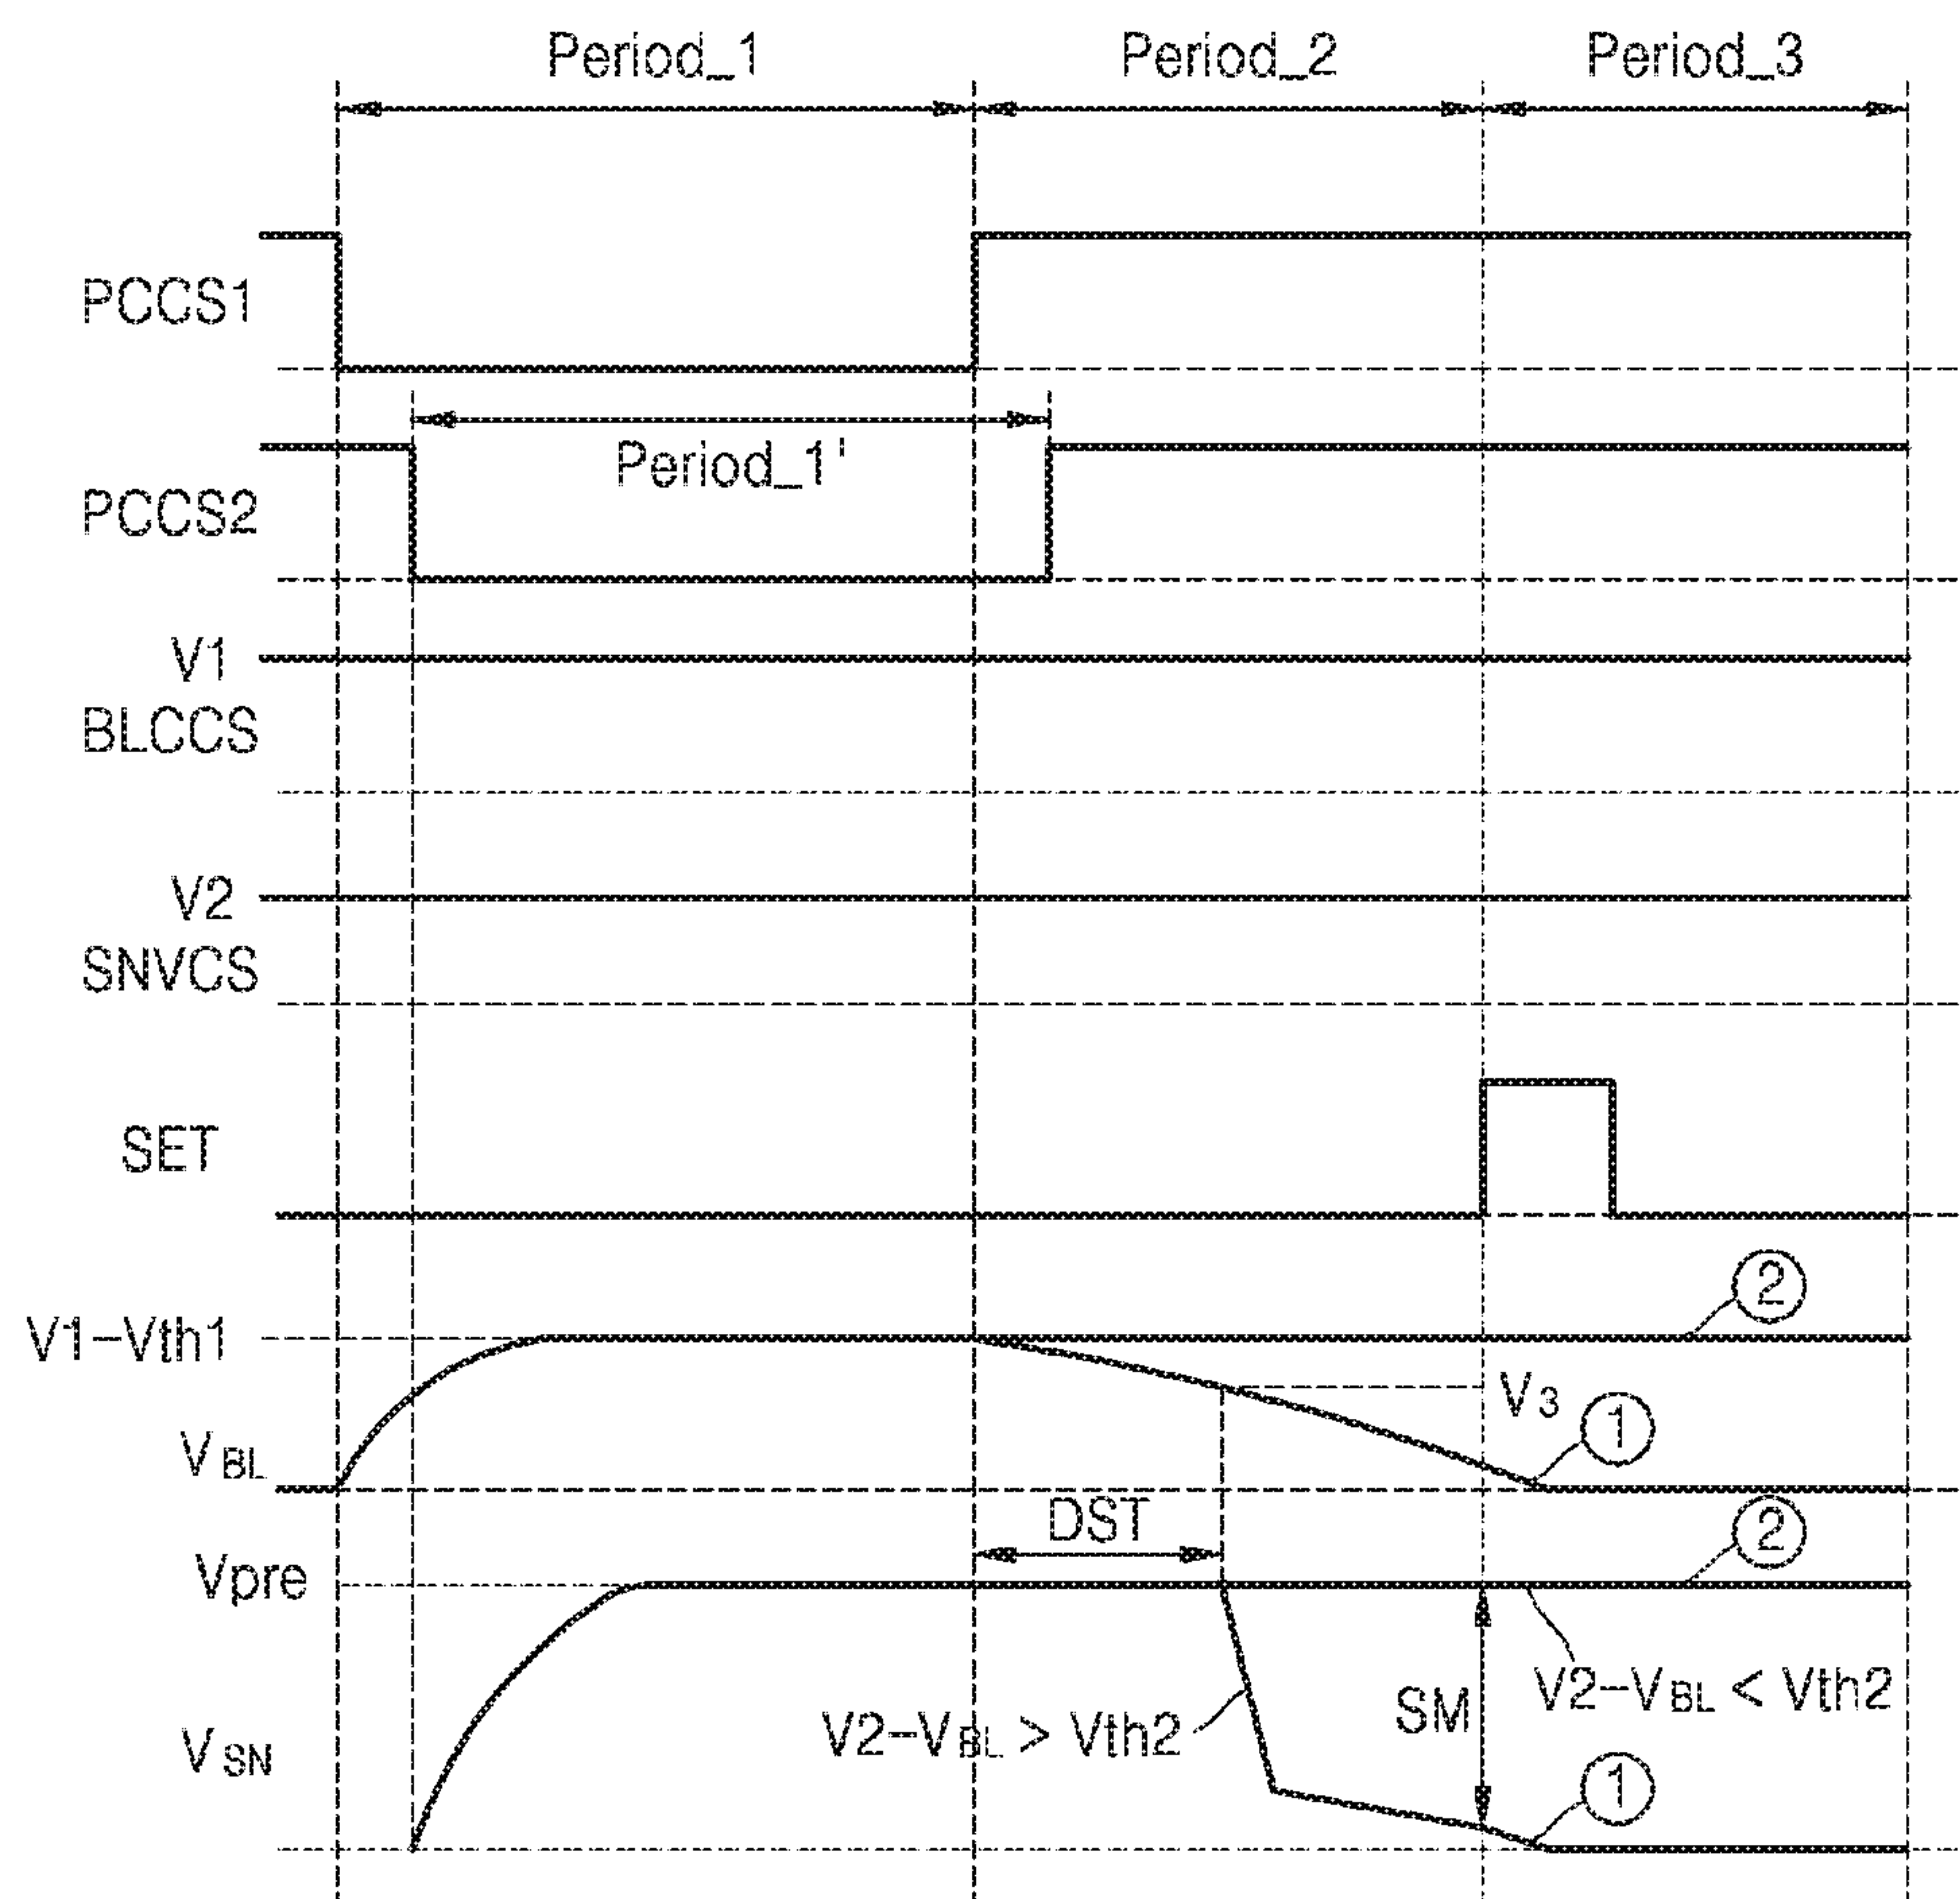 Period_1 Period_2 Period_3
PCCS1
Period_1'
PCCS2
V1
BLCCS
V2
SNVCS
SET
2
V1-Vth1
V3
1
VBL
DST
2
Vpre
V2-VBL > Vth2
SM
V2-VBL < Vth2
VSN
1